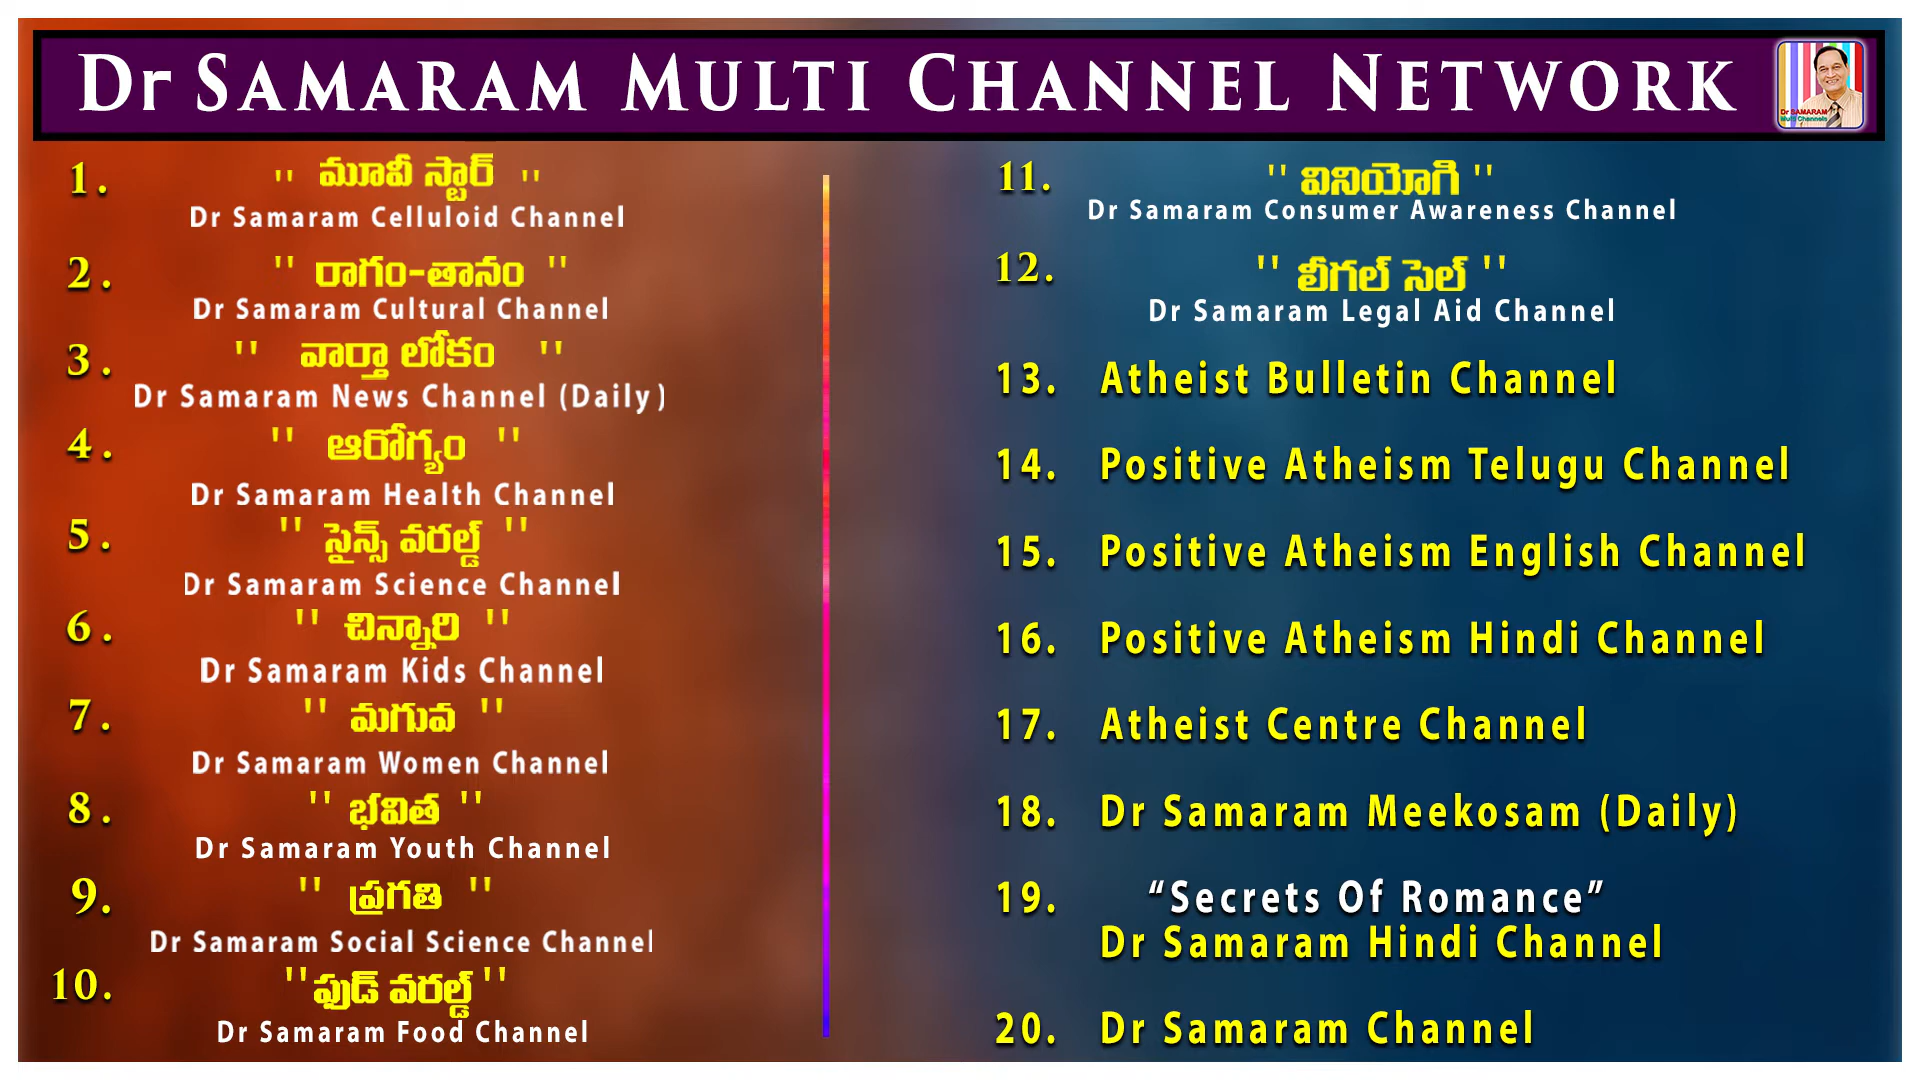 Dr SAMARAM MULTI CHANNEL NETWORK
Dr SAMARAM
Multi Channels
1. '' మూవీ స్టార్ ''
Dr Samaram Celluloid Channel
2. '' రాగం-తానం ''
Dr Samaram Cultural Channel
3. '' వార్తా లోకం ''
Dr Samaram News Channel (Daily)
4. '' ఆరోగ్యం ''
Dr Samaram Health Channel
5. '' సైన్స్ వరల్డ్ ''
Dr Samaram Science Channel
6. '' చిన్నారి ''
Dr Samaram Kids Channel
7. '' మగువ ''
Dr Samaram Women Channel
8. '' భవిత ''
Dr Samaram Youth Channel
9. '' ప్రగతి ''
Dr Samaram Social Science Channel
10. '' ఫుడ్ వరల్డ్ ''
Dr Samaram Food Channel
11. '' వినియోగి ''
Dr Samaram Consumer Awareness Channel
12. '' లీగల్ సెల్ ''
Dr Samaram Legal Aid Channel
13. Atheist Bulletin Channel
14. Positive Atheism Telugu Channel
15. Positive Atheism English Channel
16. Positive Atheism Hindi Channel
17. Atheist Centre Channel
18. Dr Samaram Meekosam (Daily)
19. “Secrets Of Romance”
Dr Samaram Hindi Channel
20. Dr Samaram Channel